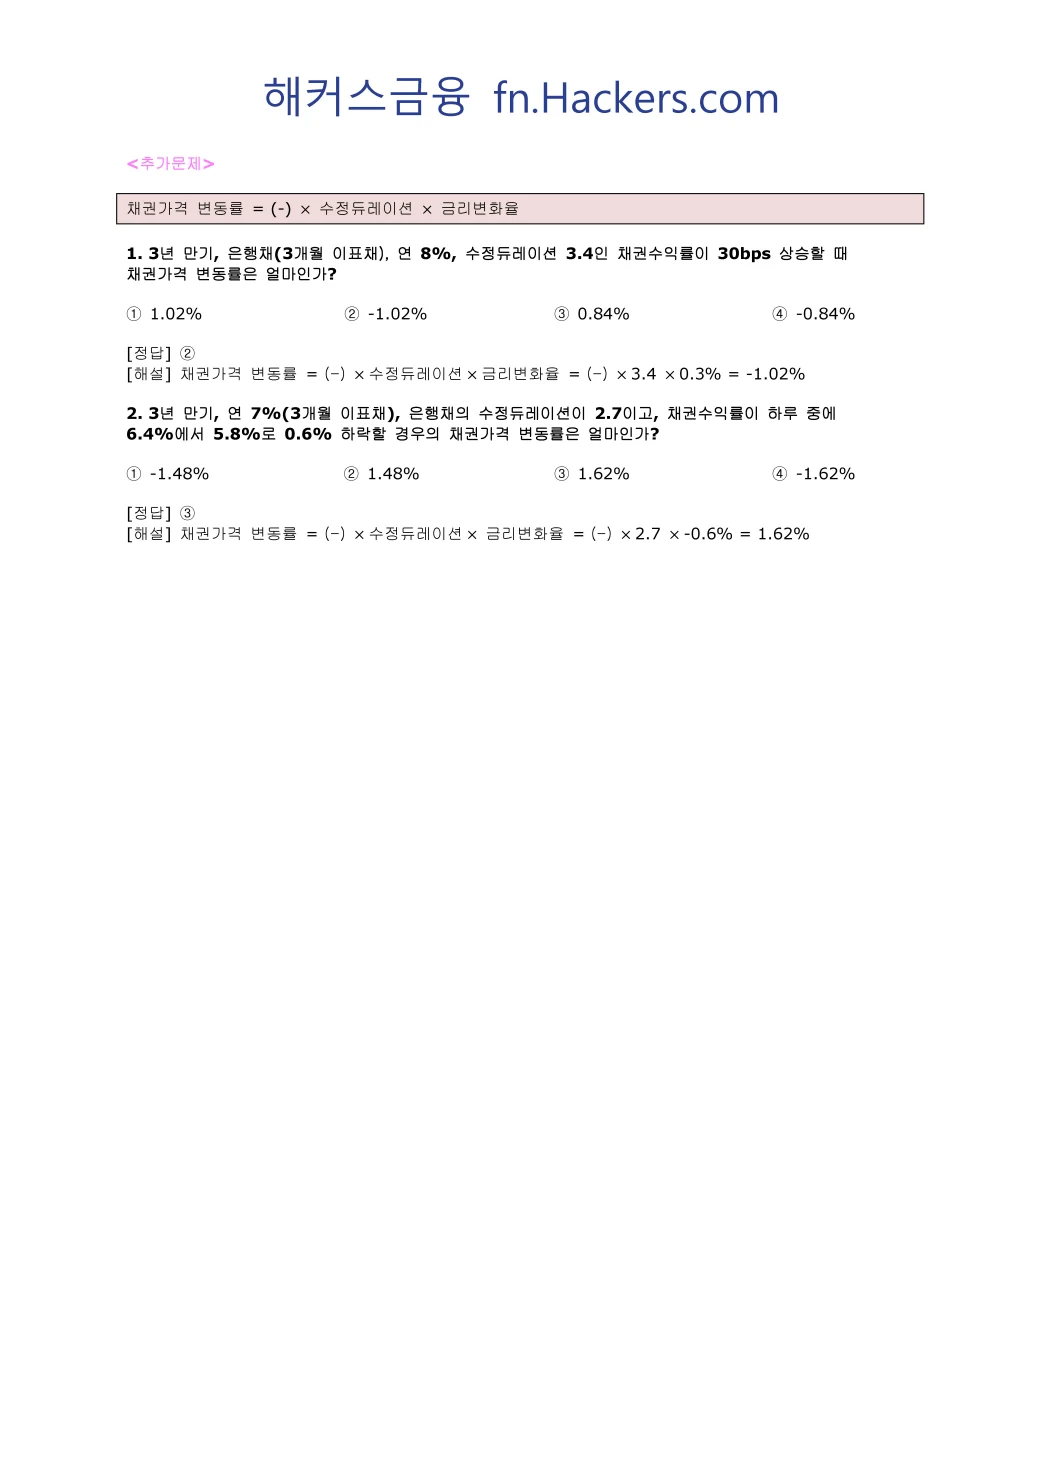 해커스금융 fn.Hackers.com
<추가문제>
채권가격 변동률 = (-) × 수정듀레이션 × 금리변화율
1. 3년 만기, 은행채(3개월 이표채), 연 8%, 수정듀레이션 3.4인 채권수익률이 30bps 상승할 때
채권가격 변동률은 얼마인가?
① 1.02% ② -1.02% ③ 0.84% ④ -0.84%
[정답] ②
[해설] 채권가격 변동률 = (-) ×수정듀레이션×금리변화율 = (-) ×3.4 ×0.3% = -1.02%
2. 3년 만기, 연 7%(3개월 이표채), 은행채의 수정듀레이션이 2.7이고, 채권수익률이 하루 중에
6.4%에서 5.8%로 0.6% 하락할 경우의 채권가격 변동률은 얼마인가?
① -1.48% ② 1.48% ③ 1.62% ④ -1.62%
[정답] ③
[해설] 채권가격 변동률 = (-) ×수정듀레이션× 금리변화율 = (-) ×2.7 ×-0.6% = 1.62%